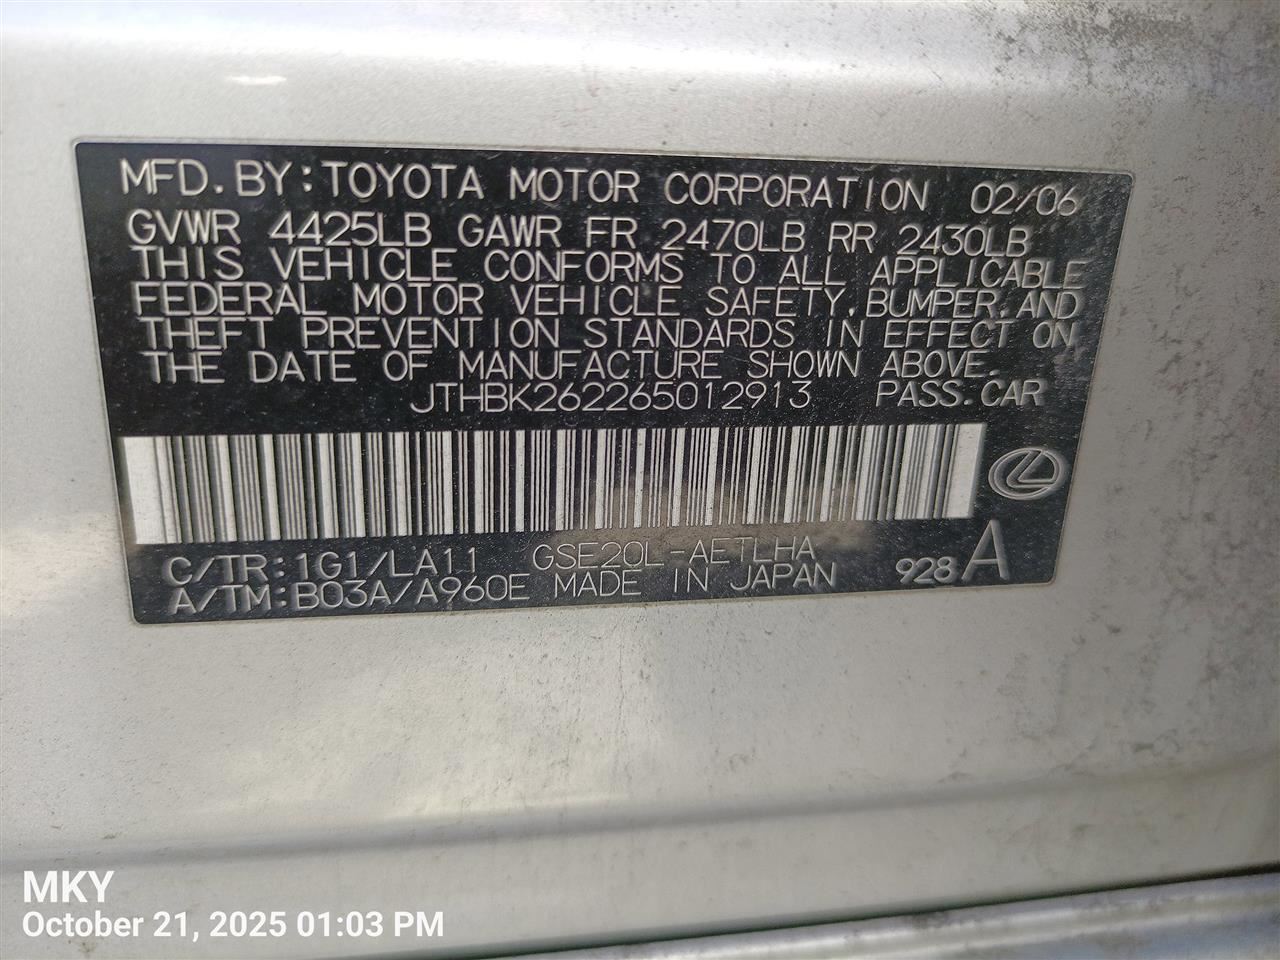 MFD. BY: TOYOTA MOTOR CORPORATION 02/06
GVWR 4425LB GAWR FR 2470LB RR 2430LB
THIS VEHICLE CONFORMS TO ALL APPLICABLE
FEDERAL MOTOR VEHICLE SAFETY, BUMPER, AND
THEFT PREVENTION STANDARDS IN EFFECT ON
THE DATE OF MANUFACTURE SHOWN ABOVE.
JTHBK262265012913 PASS. CAR
C/TR: 1G1/LA11 GSE20L-AETLHA
A/TM: B03A/A960E MADE IN JAPAN 928 A
MKY
October 21, 2025 01:03 PM